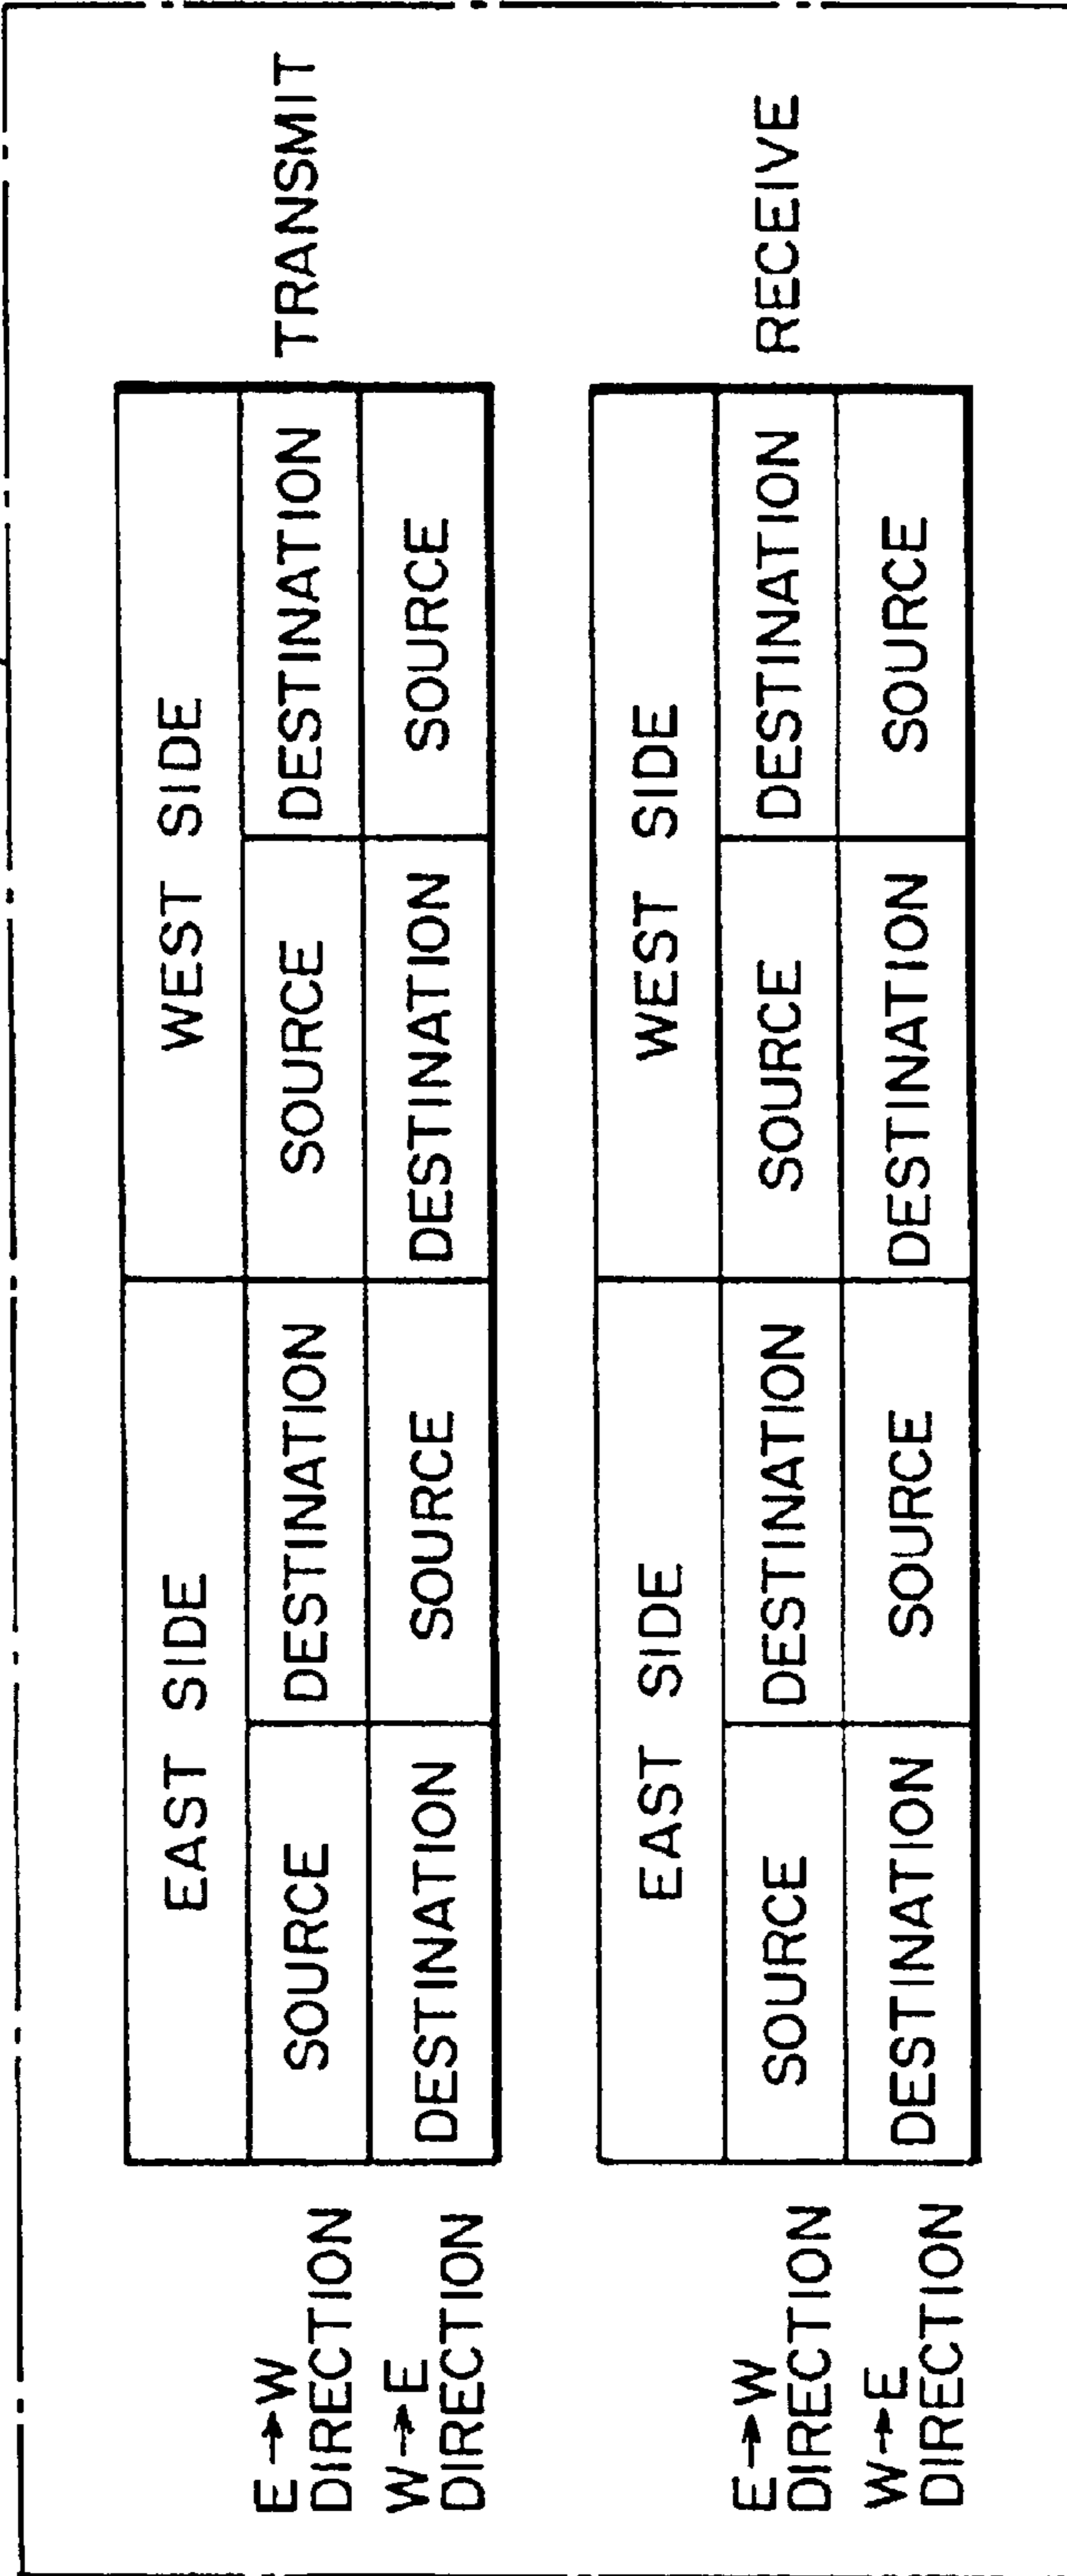 EAST SIDE WEST SIDE
E→W DIRECTION SOURCE DESTINATION SOURCE DESTINATION TRANSMIT
W→E DIRECTION DESTINATION SOURCE DESTINATION SOURCE
EAST SIDE WEST SIDE
E→W DIRECTION SOURCE DESTINATION SOURCE DESTINATION RECEIVE
W→E DIRECTION DESTINATION SOURCE DESTINATION SOURCE